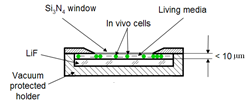 Si3N4 window
In vivo cells
Living media
LiF
< 10 μm
Vacuum
protected
holder